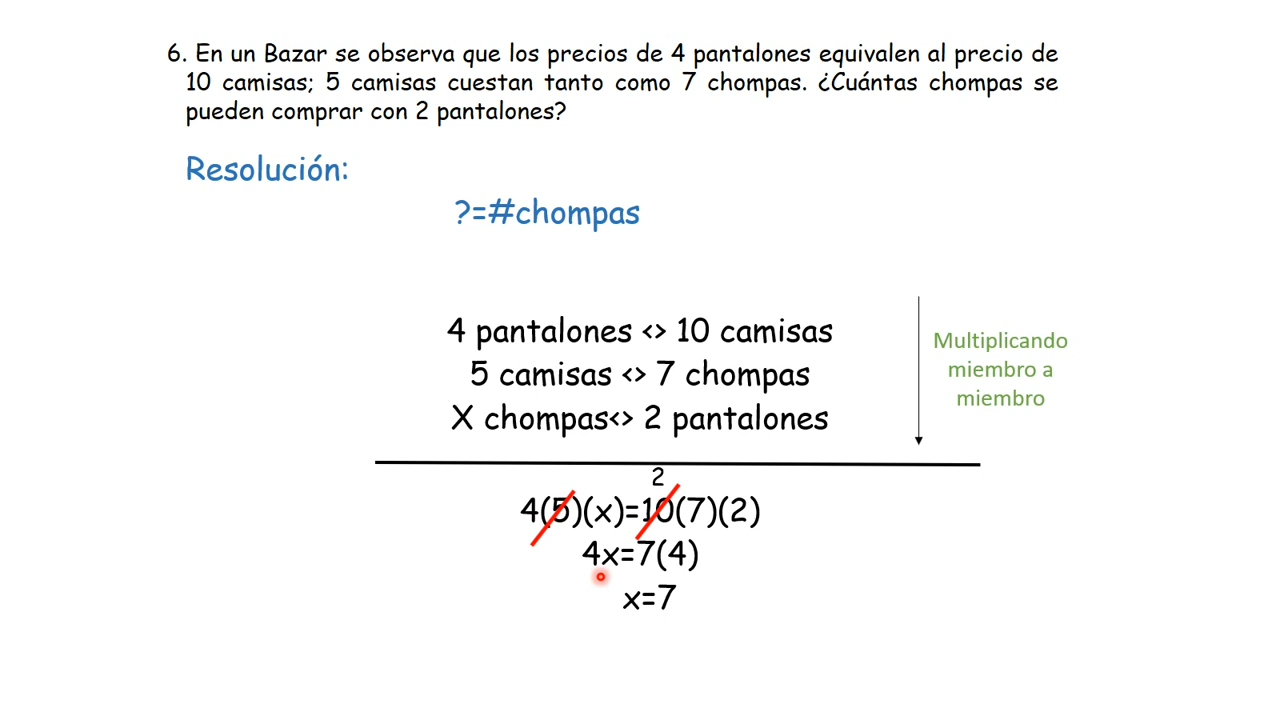 6. En un Bazar se observa que los precios de 4 pantalones equivalen al precio de
10 camisas; 5 camisas cuestan tanto como 7 chompas. ¿Cuántas chompas se
pueden comprar con 2 pantalones?
Resolución:
?=#chompas
4 pantalones <> 10 camisas
5 camisas <> 7 chompas
X chompas<> 2 pantalones
Multiplicando
miembro a
miembro
2
4(5)(x)=10(7)(2)
4x=7(4)
x=7